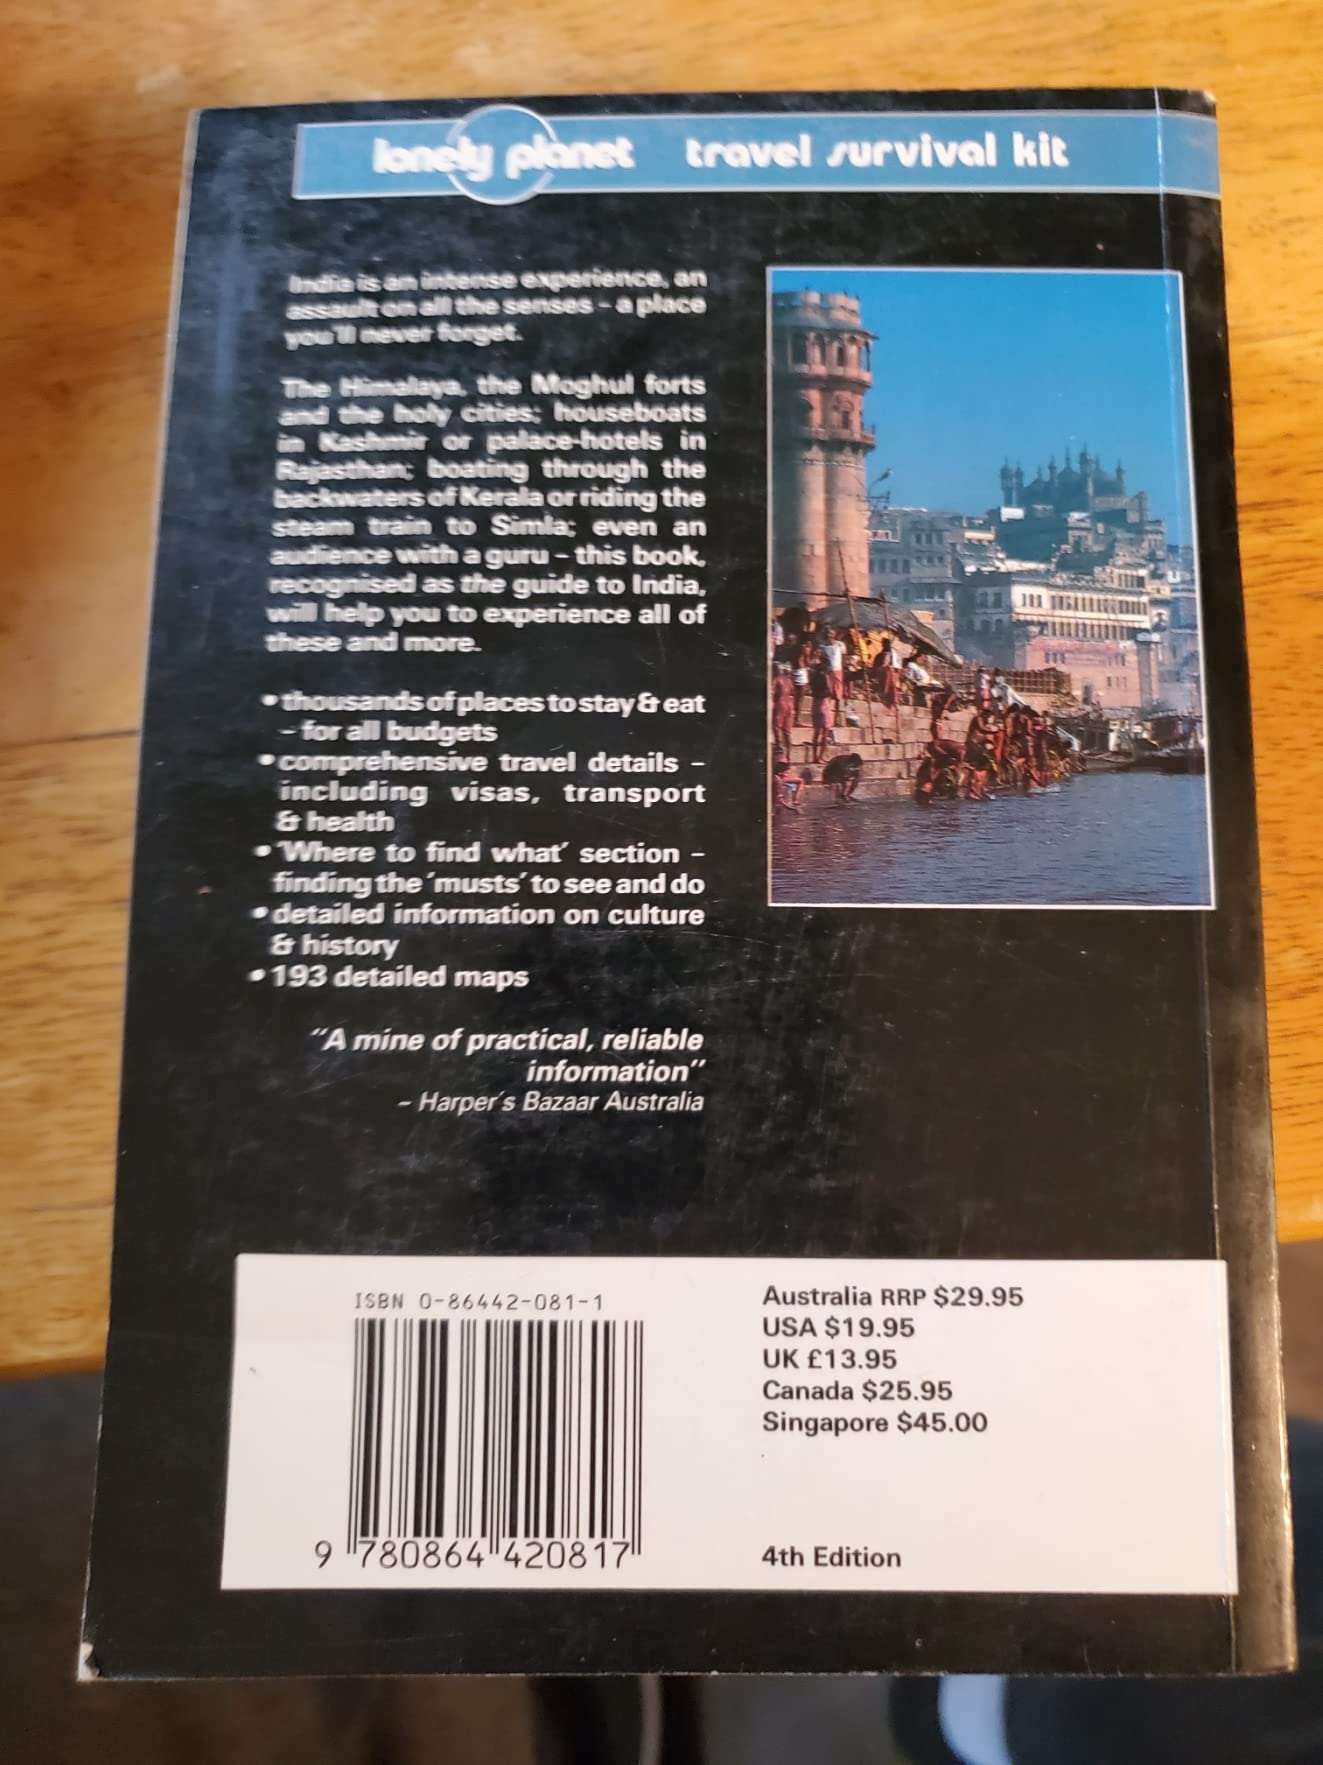 lonely planet travel survival kit
India is an intense experience, an
assault on all the senses – a place
you'll never forget.
The Himalaya, the Moghul forts
and the holy cities; houseboats
in Kashmir or palace-hotels in
Rajasthan; boating through the
backwaters of Kerala or riding the
steam train to Simla; even an
audience with a guru – this book,
recognised as the guide to India,
will help you to experience all of
these and more.
• thousands of places to stay & eat
– for all budgets
• comprehensive travel details –
including visas, transport
& health
• 'Where to find what' section –
finding the 'musts' to see and do
• detailed information on culture
& history
• 193 detailed maps
"A mine of practical, reliable
information"
– Harper's Bazaar Australia
ISBN 0-86442-081-1
9 780864 420817
Australia RRP $29.95
USA $19.95
UK £13.95
Canada $25.95
Singapore $45.00
4th Edition